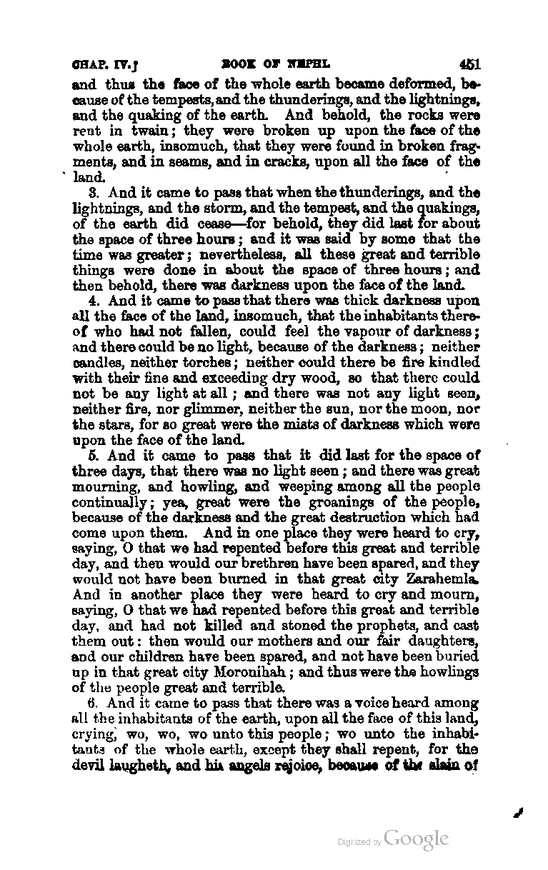 CHAP. IV.] BOOK OF NEPHI. 451
and thus the face of the whole earth became deformed, be-
cause of the tempests, and the thunderings, and the lightnings,
and the quaking of the earth. And behold, the rocks were
rent in twain; they were broken up upon the face of the
whole earth, insomuch, that they were found in broken frag-
ments, and in seams, and in cracks, upon all the face of the
land.
3. And it came to pass that when the thunderings, and the
lightnings, and the storm, and the tempest, and the quakings,
of the earth did cease—for behold, they did last for about
the space of three hours; and it was said by some that the
time was greater; nevertheless, all these great and terrible
things were done in about the space of three hours; and
then behold, there was darkness upon the face of the land.
4. And it came to pass that there was thick darkness upon
all the face of the land, insomuch, that the inhabitants there-
of who had not fallen, could feel the vapour of darkness;
and there could be no light, because of the darkness; neither
candles, neither torches; neither could there be fire kindled
with their fine and exceeding dry wood, so that there could
not be any light at all; and there was not any light seen,
neither fire, nor glimmer, neither the sun, nor the moon, nor
the stars, for so great were the mists of darkness which were
upon the face of the land.
5. And it came to pass that it did last for the space of
three days, that there was no light seen; and there was great
mourning, and howling, and weeping among all the people
continually; yea, great were the groanings of the people,
because of the darkness and the great destruction which had
come upon them. And in one place they were heard to cry,
saying, O that we had repented before this great and terrible
day, and then would our brethren have been spared, and they
would not have been burned in that great city Zarahemla.
And in another place they were heard to cry and mourn,
saying, O that we had repented before this great and terrible
day, and had not killed and stoned the prophets, and cast
them out: then would our mothers and our fair daughters,
and our children have been spared, and not have been buried
up in that great city Moronihah; and thus were the howlings
of the people great and terrible.
6. And it came to pass that there was a voice heard among
all the inhabitants of the earth, upon all the face of this land,
crying, wo, wo, wo unto this people; wo unto the inhabi-
tants of the whole earth, except they shall repent, for the
devil laugheth, and his angels rejoice, because of the slain of
Digitized by Google